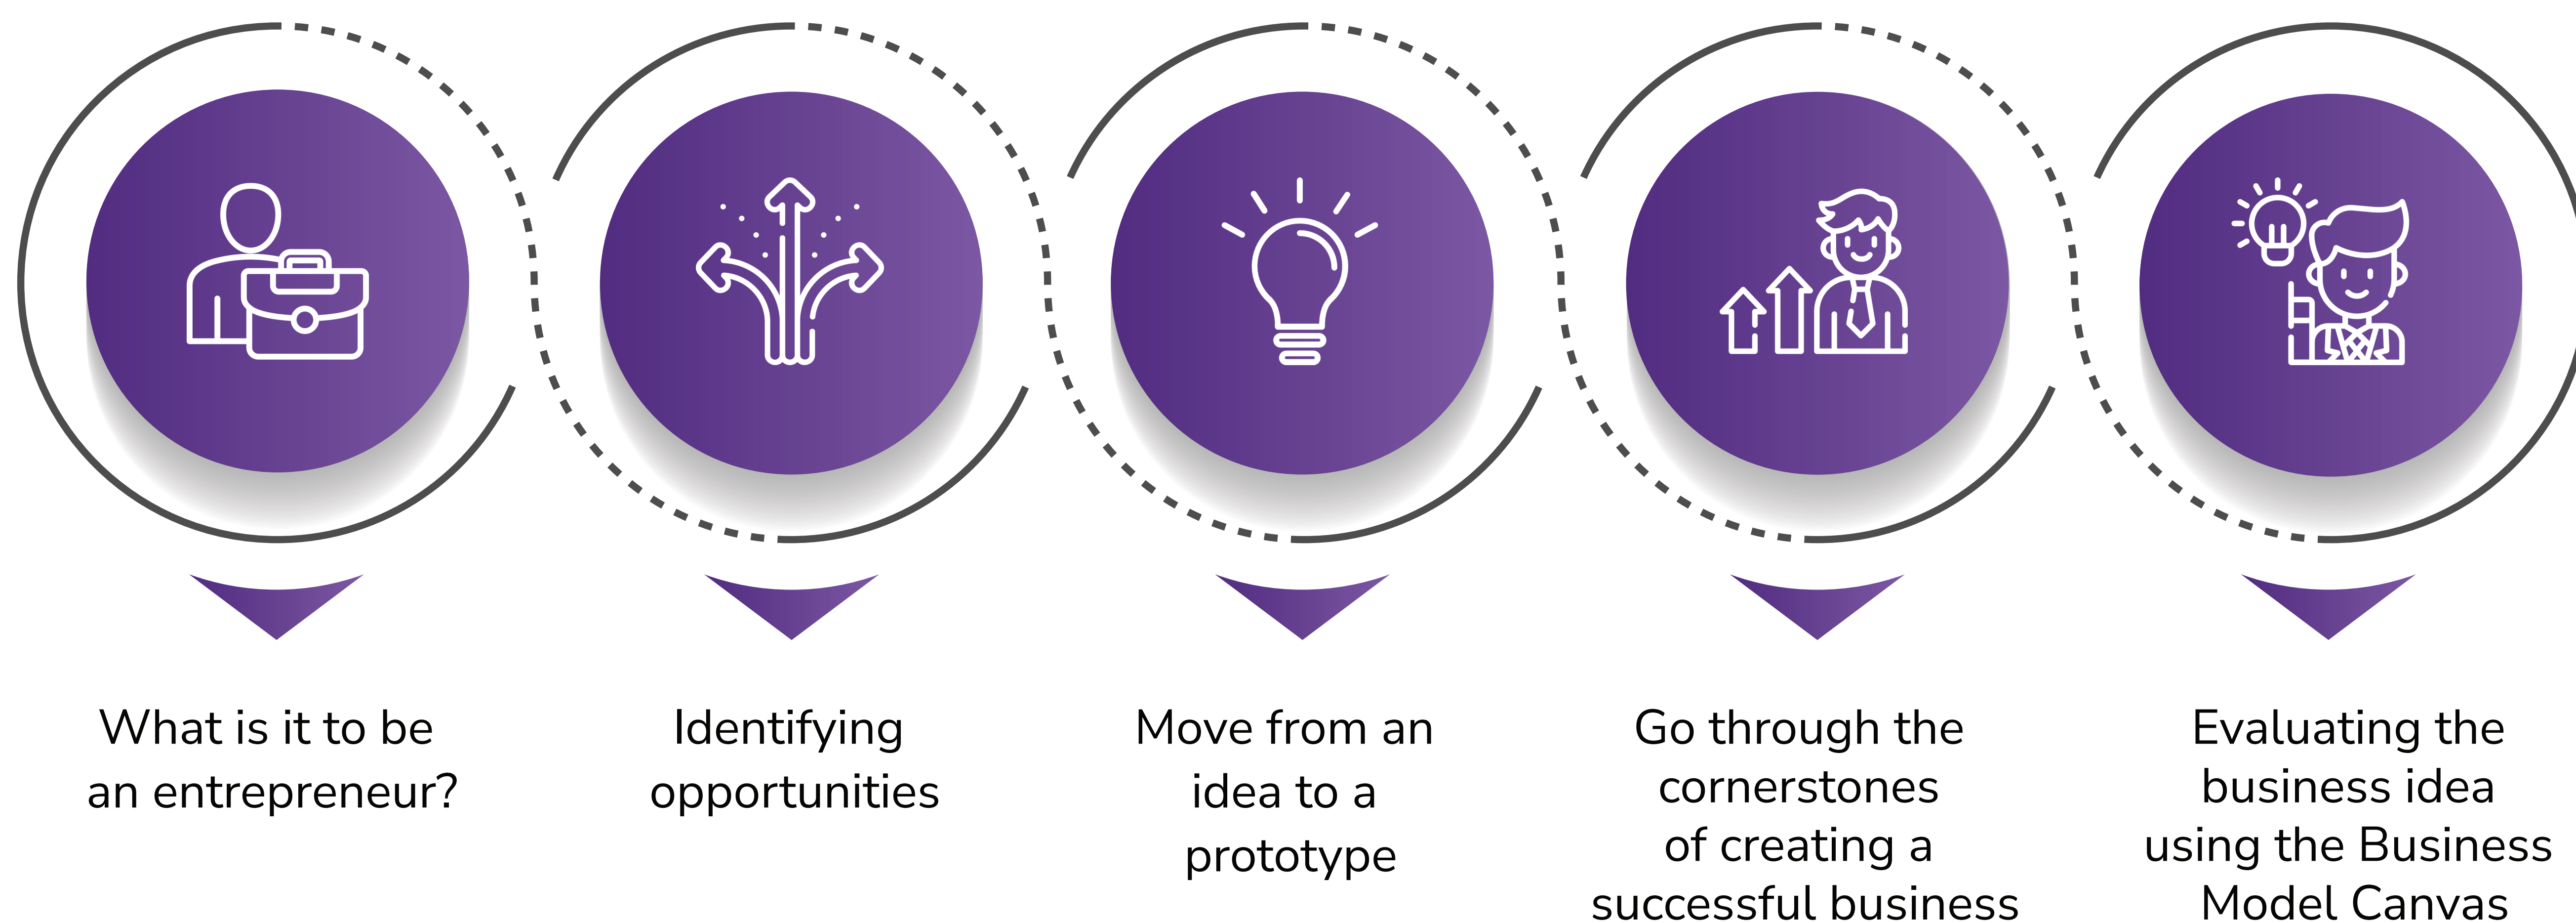 What is it to be
an entrepreneur?
Identifying
opportunities
Move from an
idea to a
prototype
Go through the
cornerstones
of creating a
successful business
Evaluating the
business idea
using the Business
Model Canvas